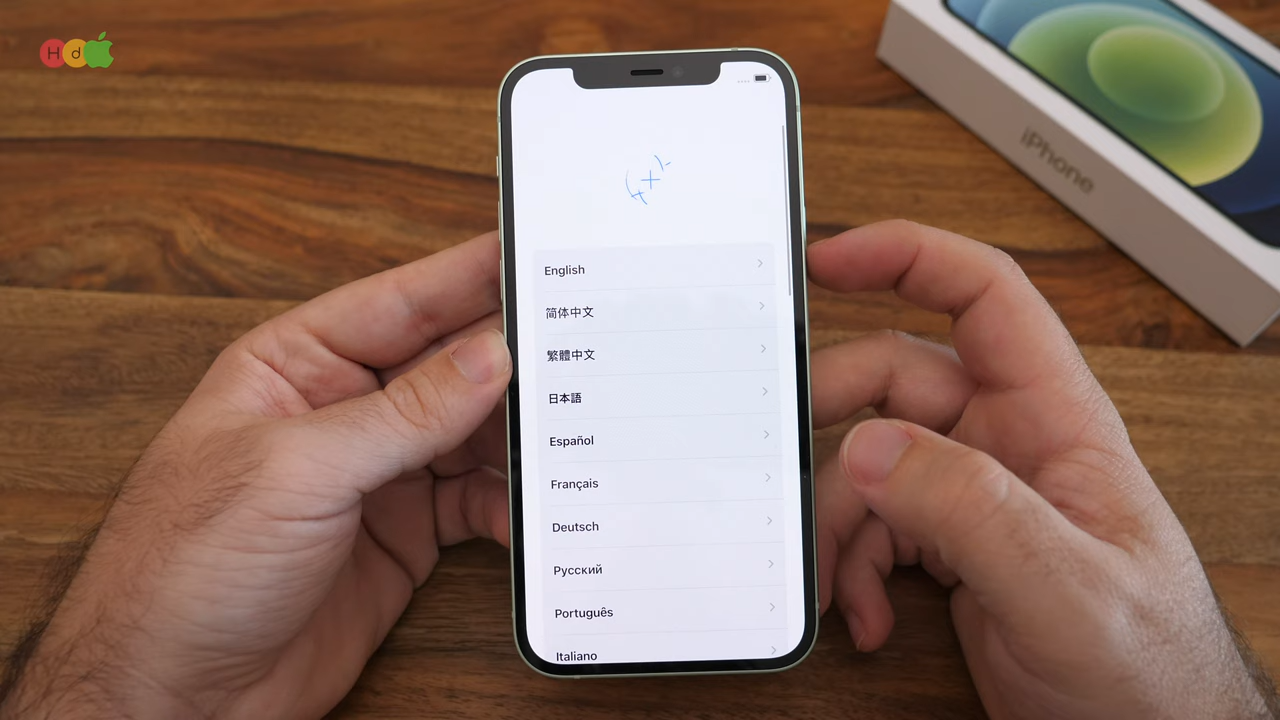 Hd
iPhone
English
简体中文
繁體中文
日本語
Español
Français
Deutsch
Русский
Português
Italiano